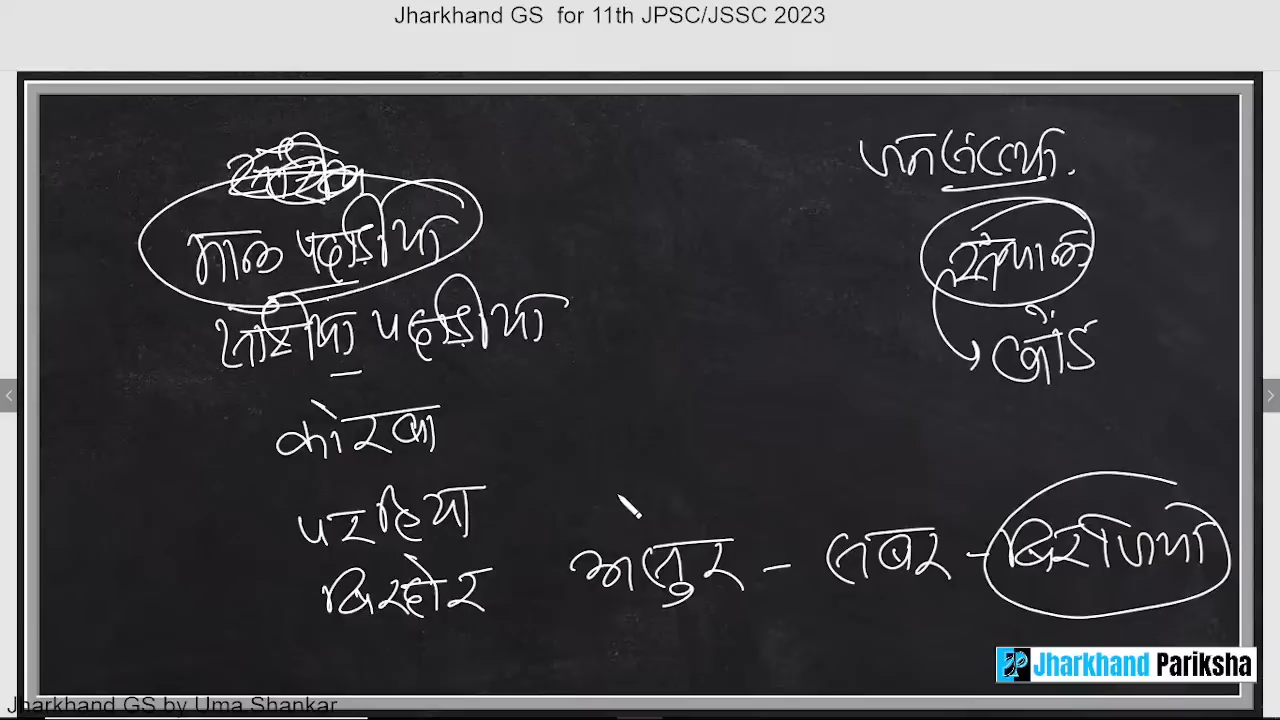 Jharkhand GS for 11th JPSC/JSSC 2023
जनसंख्या
माल पहाड़ीया
संथाल
सौरीया पहाड़ीया
गोंड
कोरवा
परहिया
बिरहोर
असुर - सबर - बिरजिया
Jharkhand Pariksha
Jharkhand GS by Uma Shankar